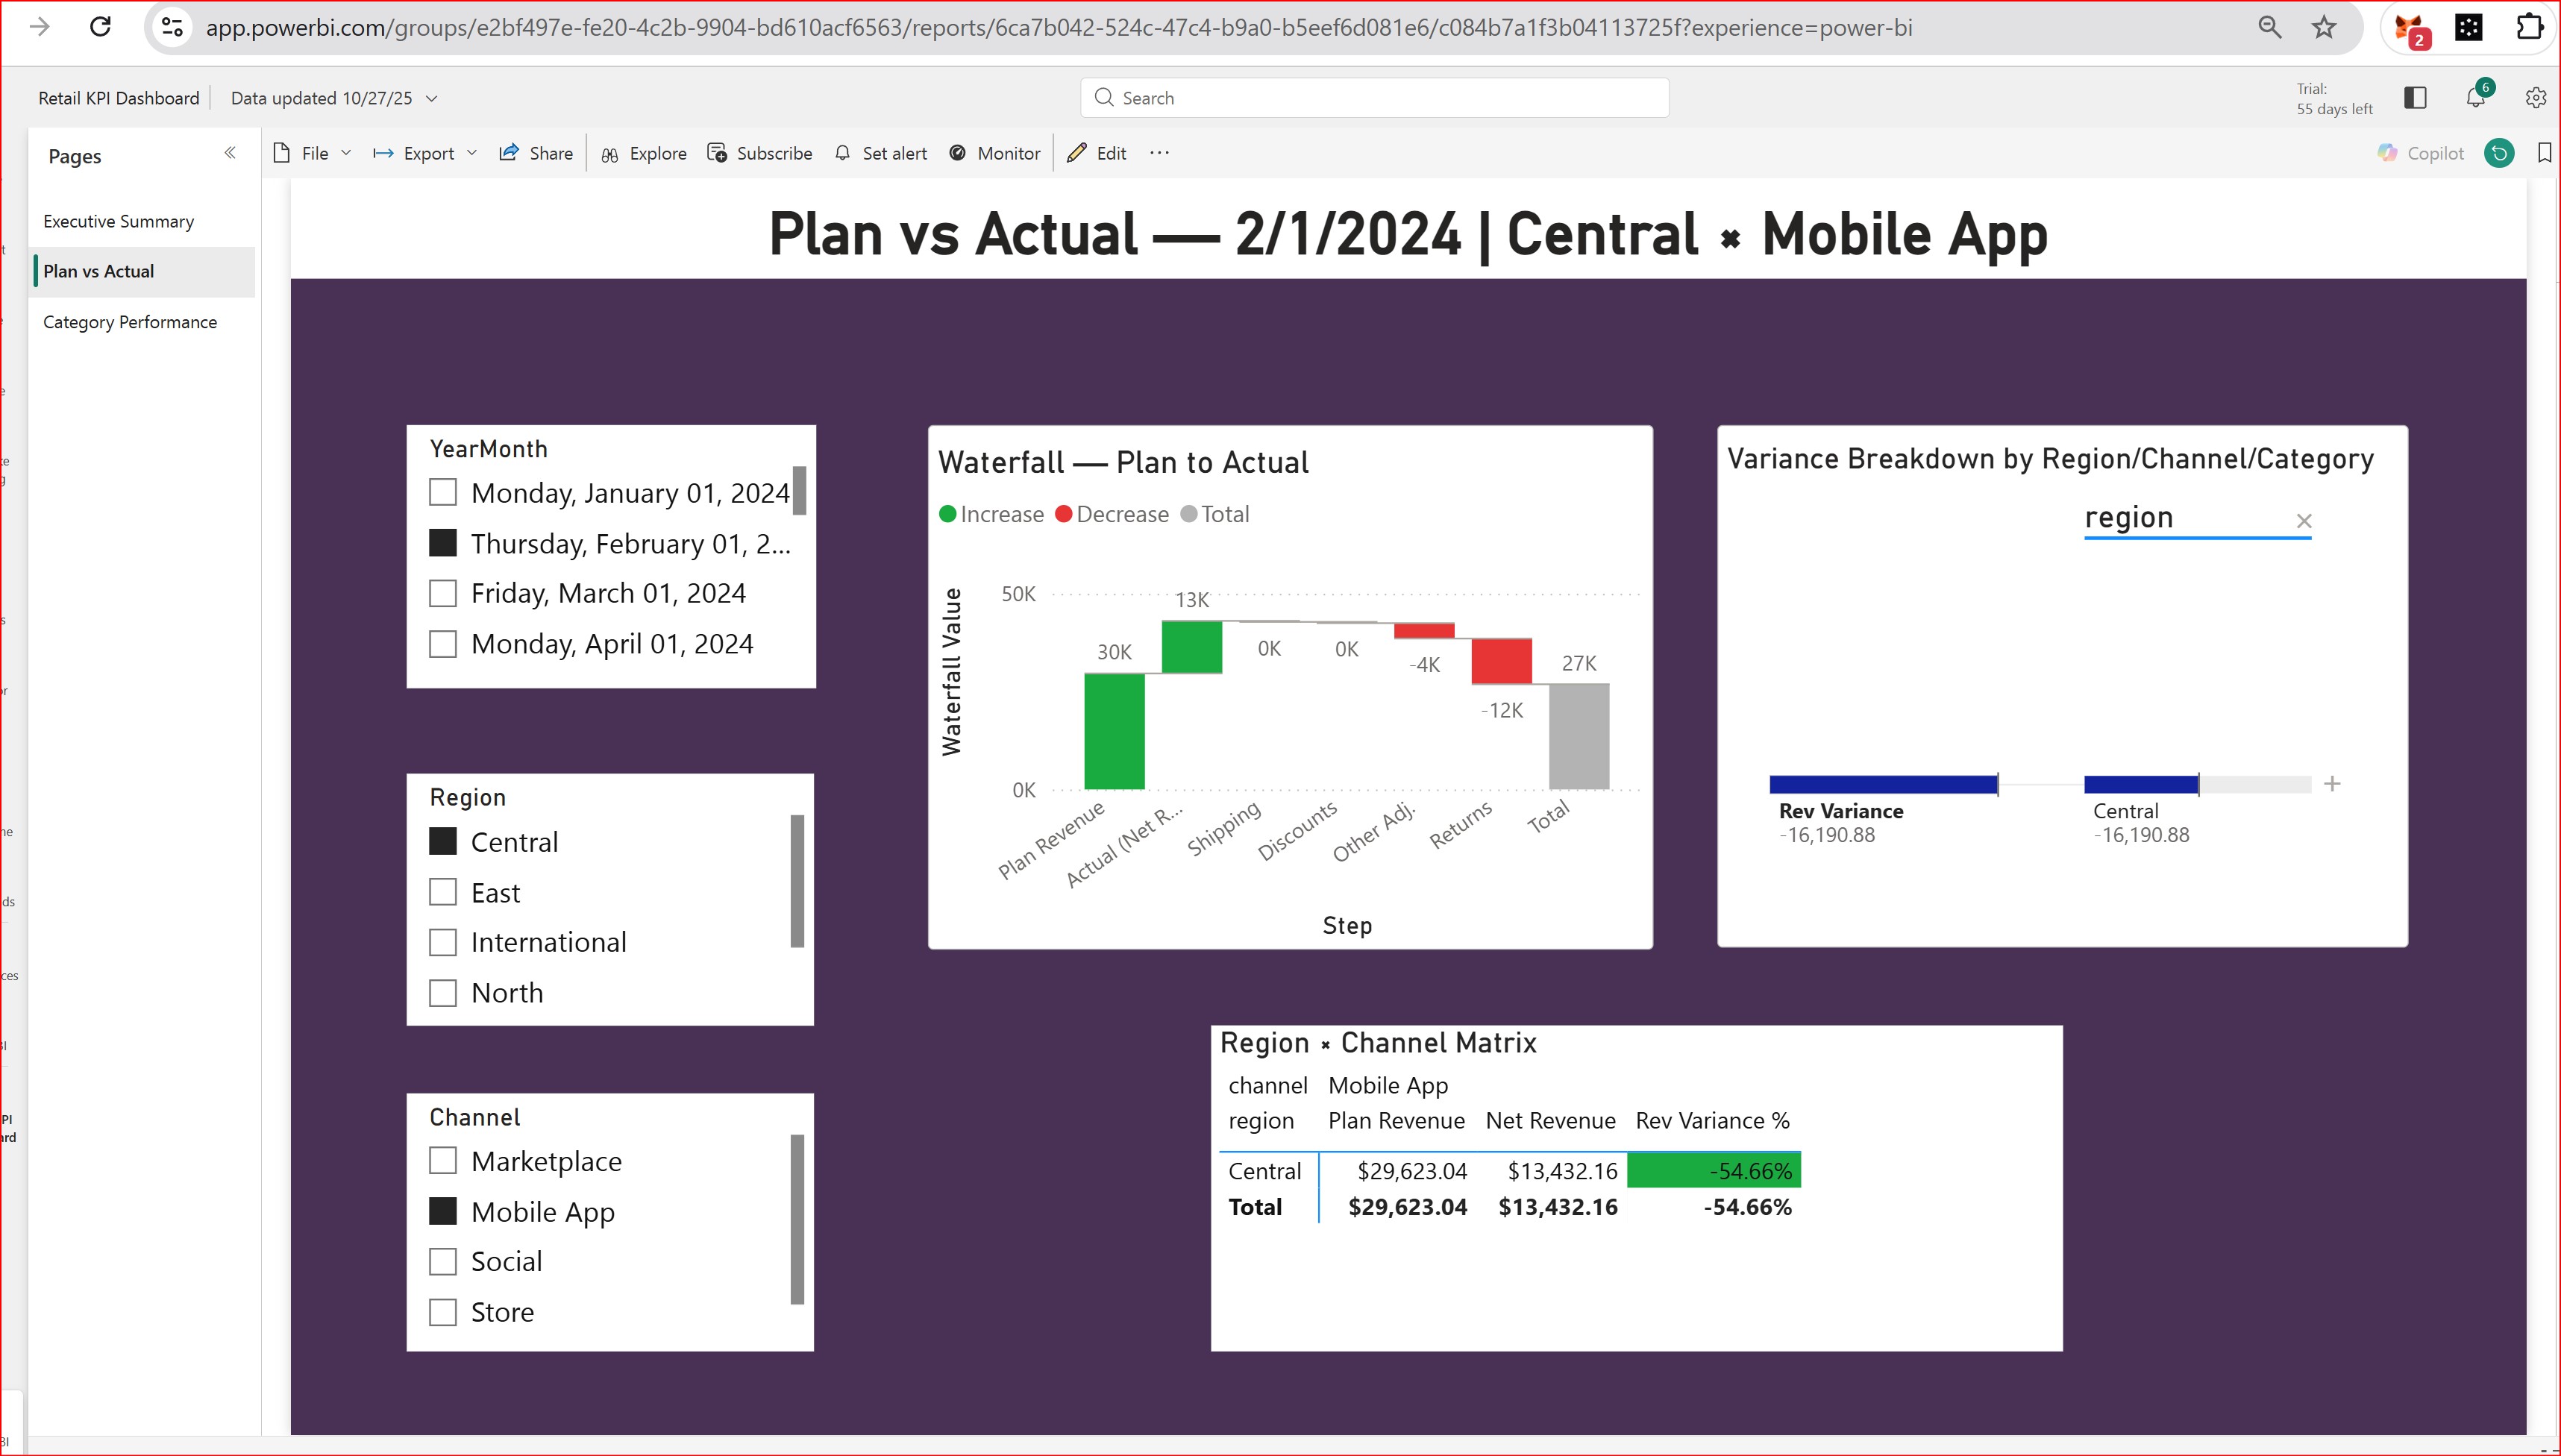 app.powerbi.com/groups/e2bf497e-fe20-4c2b-9904-bd610acf6563/reports/6ca7b042-524c-47c4-b9a0-b5eef6d081e6/c084b7a1f3b04113725f?experience=power-bi
2
Retail KPI Dashboard
Data updated 10/27/25
Search
Trial:
55 days left
6
Pages
Executive Summary
Plan vs Actual
Category Performance
File
Export
Share
Explore
Subscribe
Set alert
Monitor
Edit
Copilot
Plan vs Actual — 2/1/2024 | Central × Mobile App
YearMonth
Monday, January 01, 2024
Thursday, February 01, 2...
Friday, March 01, 2024
Monday, April 01, 2024
Region
Central
East
International
North
Channel
Marketplace
Mobile App
Social
Store
Waterfall — Plan to Actual
Increase Decrease Total
Waterfall Value
50K
0K
30K
13K
0K
0K
-4K
-12K
27K
Plan Revenue
Actual (Net R...
Shipping
Discounts
Other Adj.
Returns
Total
Step
Variance Breakdown by Region/Channel/Category
region
Rev Variance
-16,190.88
Central
-16,190.88
Region × Channel Matrix
channel Mobile App
region Plan Revenue Net Revenue Rev Variance %
Central $29,623.04 $13,432.16 -54.66%
Total $29,623.04 $13,432.16 -54.66%